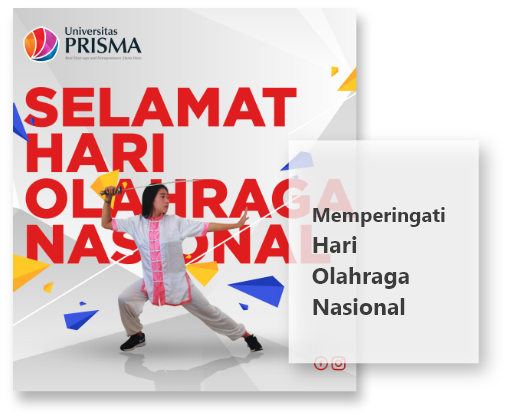 Universitas
PRISMA
SELAMAT
HARI
OLAHRAGA
NASIONAL
Memperingati
Hari
Olahraga
Nasional